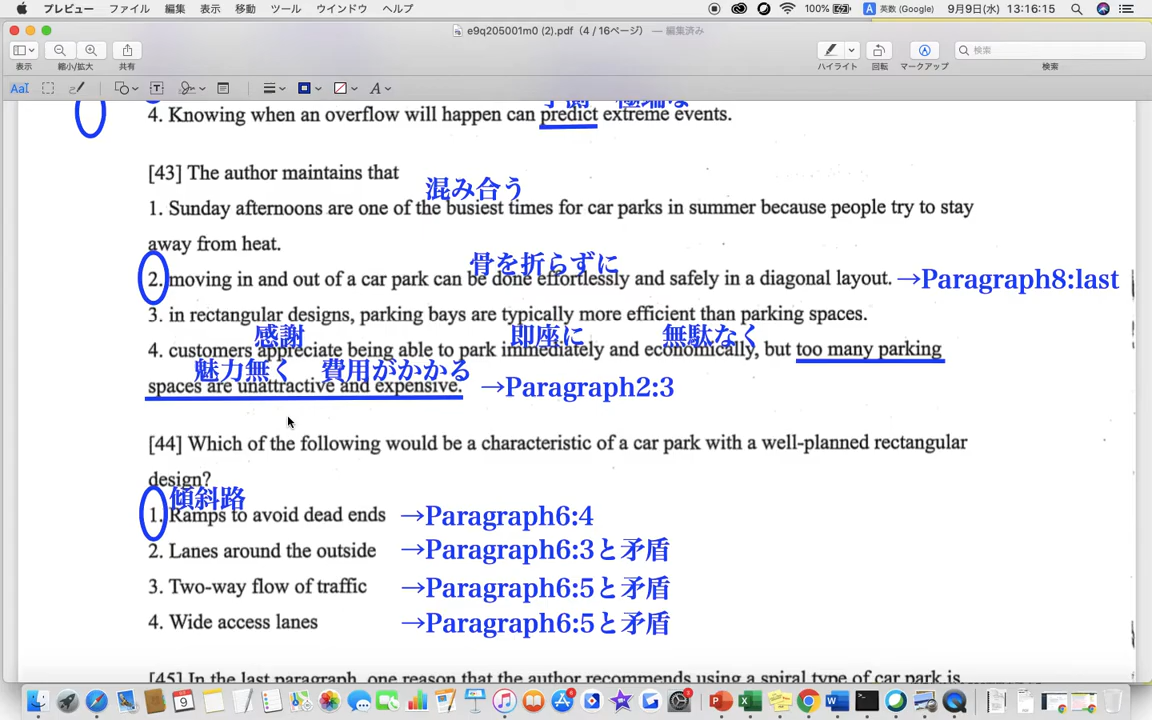 プレビュー ファイル 編集 表示 移動 ツール ウインドウ ヘルプ 100% A 英数 (Google) 9月9日(水) 13:16:15
e9q205001m0 (2).pdf（4 / 16ページ） — 編集済み
検索
表示 縮小/拡大 共有 ハイライト 回転 マークアップ 検索
4. Knowing when an overflow will happen can predict extreme events.
[43] The author maintains that
混み合う
1. Sunday afternoons are one of the busiest times for car parks in summer because people try to stay
away from heat.
骨を折らずに
2. moving in and out of a car park can be done effortlessly and safely in a diagonal layout. →Paragraph8:last
3. in rectangular designs, parking bays are typically more efficient than parking spaces.
感謝 即座に 無駄なく
4. customers appreciate being able to park immediately and economically, but too many parking
魅力無く 費用がかかる
spaces are unattractive and expensive. →Paragraph2:3
[44] Which of the following would be a characteristic of a car park with a well-planned rectangular
design?
傾斜路
1. Ramps to avoid dead ends →Paragraph6:4
2. Lanes around the outside →Paragraph6:3と矛盾
3. Two-way flow of traffic →Paragraph6:5と矛盾
4. Wide access lanes →Paragraph6:5と矛盾
[45] In the last paragraph, one reason that the author recommends using a spiral type of car park is,